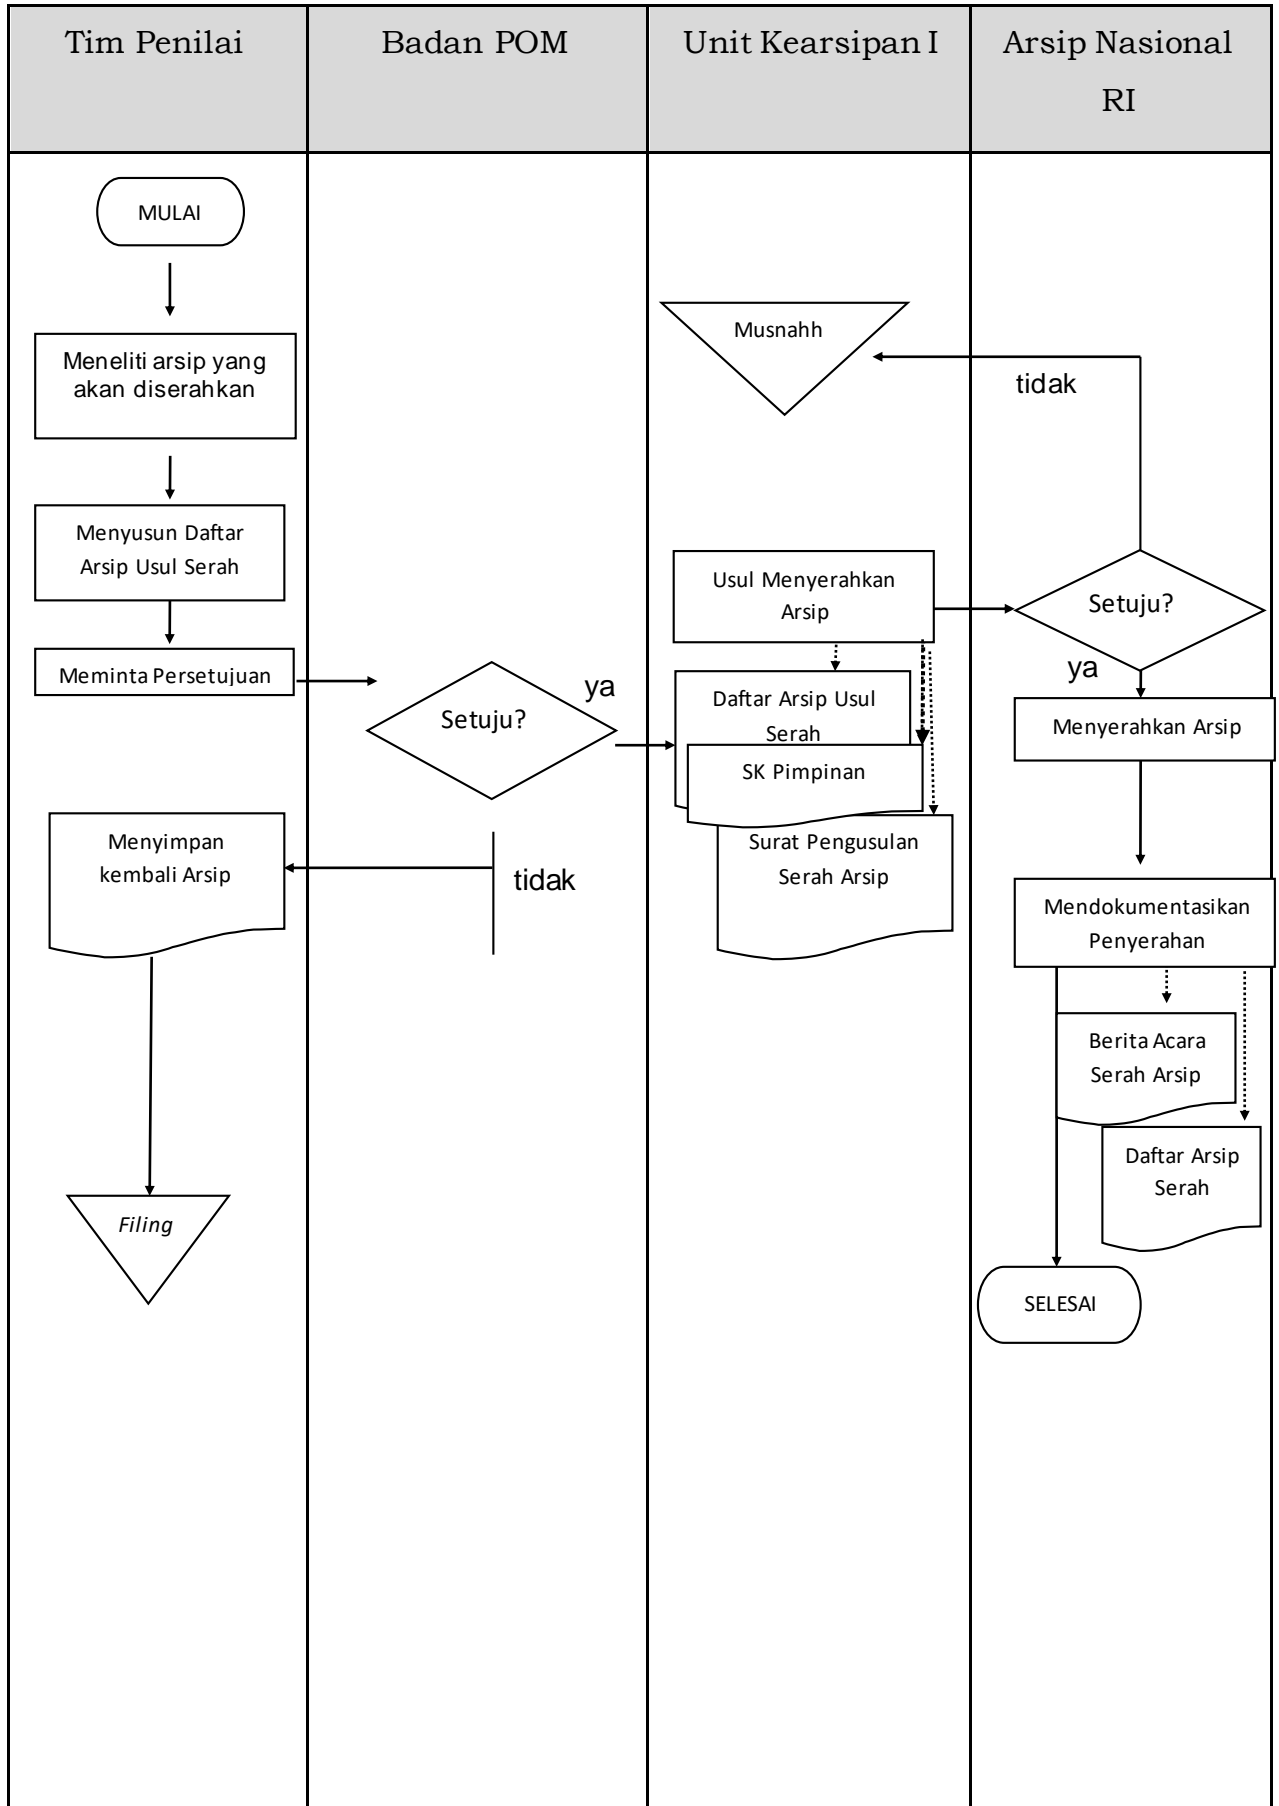 Tim Penilai
Badan POM
Unit Kearsipan I
Arsip Nasional
RI
MULAI
Meneliti arsip yang
akan diserahkan
Menyusun Daftar
Arsip Usul Serah
Meminta Persetujuan
Setuju?
ya
tidak
Menyimpan
kembali Arsip
Filing
Musnahh
Usul Menyerahkan
Arsip
Daftar Arsip Usul
Serah
SK Pimpinan
Surat Pengusulan
Serah Arsip
tidak
Setuju?
ya
Menyerahkan Arsip
Mendokumentasikan
Penyerahan
Berita Acara
Serah Arsip
Daftar Arsip
Serah
SELESAI